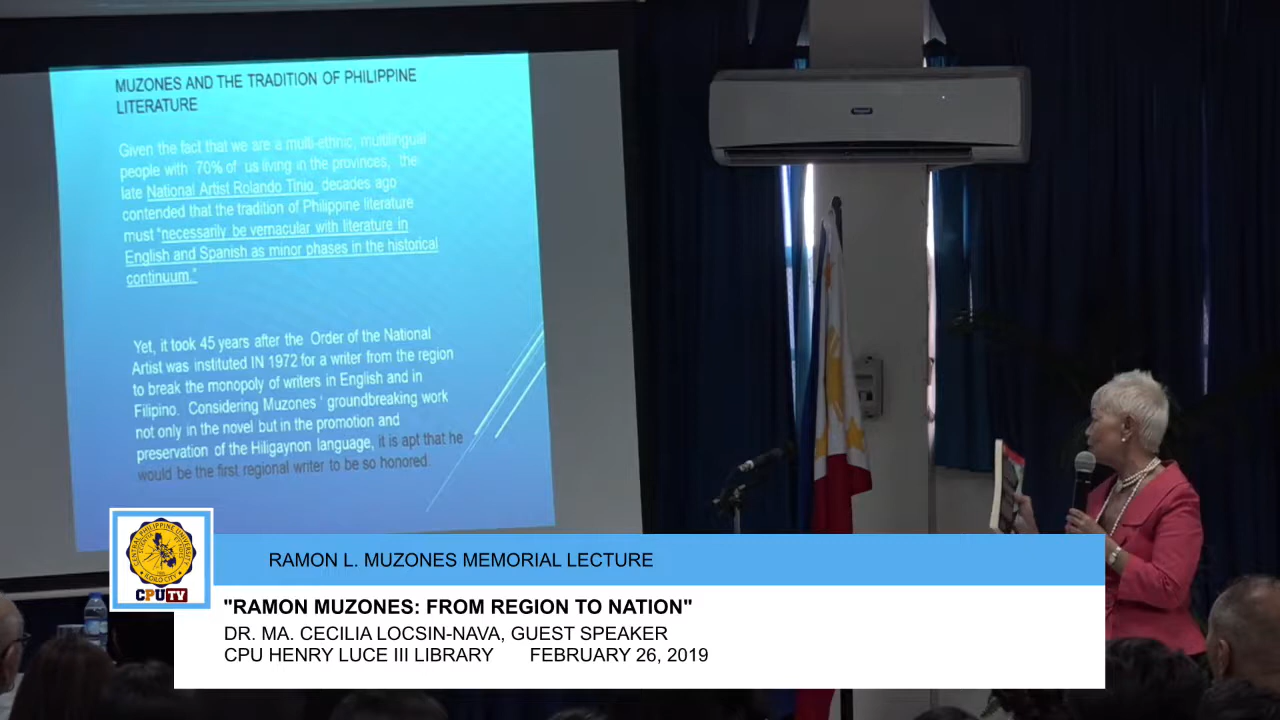 MUZONES AND THE TRADITION OF PHILIPPINE
LITERATURE
Given the fact that we are a multi-ethnic, multilingual
people with 70% of us living in the provinces, the
late National Artist Rolando Tinio decades ago
contended that the tradition of Philippine literature
must "necessarily be vernacular with literature in
English and Spanish as minor phases in the historical
continuum."
Yet, it took 45 years after the Order of the National
Artist was instituted IN 1972 for a writer from the region
to break the monopoly of writers in English and in
Filipino. Considering Muzones ' groundbreaking work
not only in the novel but in the promotion and
preservation of the Hiligaynon language, it is apt that he
would be the first regional writer to be so honored.
CENTRAL PHILIPPINE UNIVERSITY
ILOILO CITY
CPUTV
RAMON L. MUZONES MEMORIAL LECTURE
"RAMON MUZONES: FROM REGION TO NATION"
DR. MA. CECILIA LOCSIN-NAVA, GUEST SPEAKER
CPU HENRY LUCE III LIBRARY FEBRUARY 26, 2019